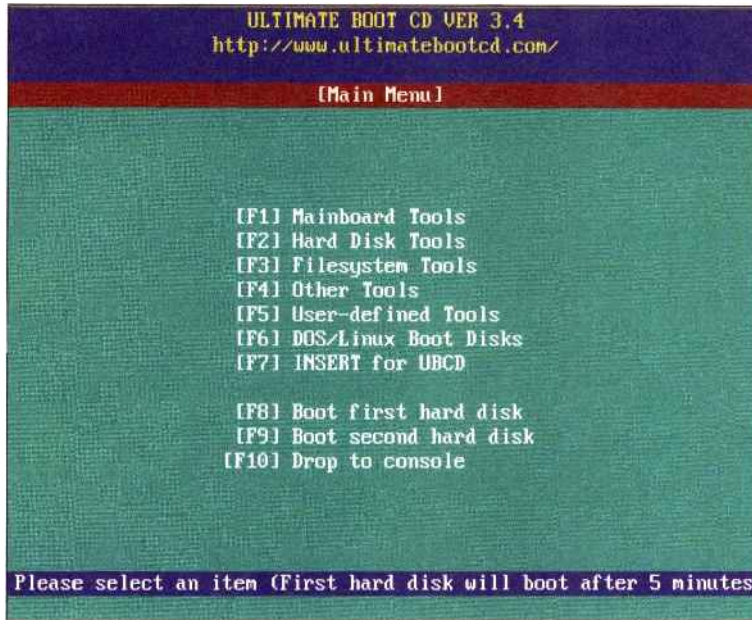 ULTIMATE BOOT CD VER 3.4
http://www.ultimatebootcd.com/
[Main Menu]
[F1] Mainboard Tools
[F2] Hard Disk Tools
[F3] Filesystem Tools
[F4] Other Tools
[F5] User-defined Tools
[F6] DOS/Linux Boot Disks
[F7] INSERT for UBCD
[F8] Boot first hard disk
[F9] Boot second hard disk
[F10] Drop to console
Please select an item (First hard disk will boot after 5 minutes